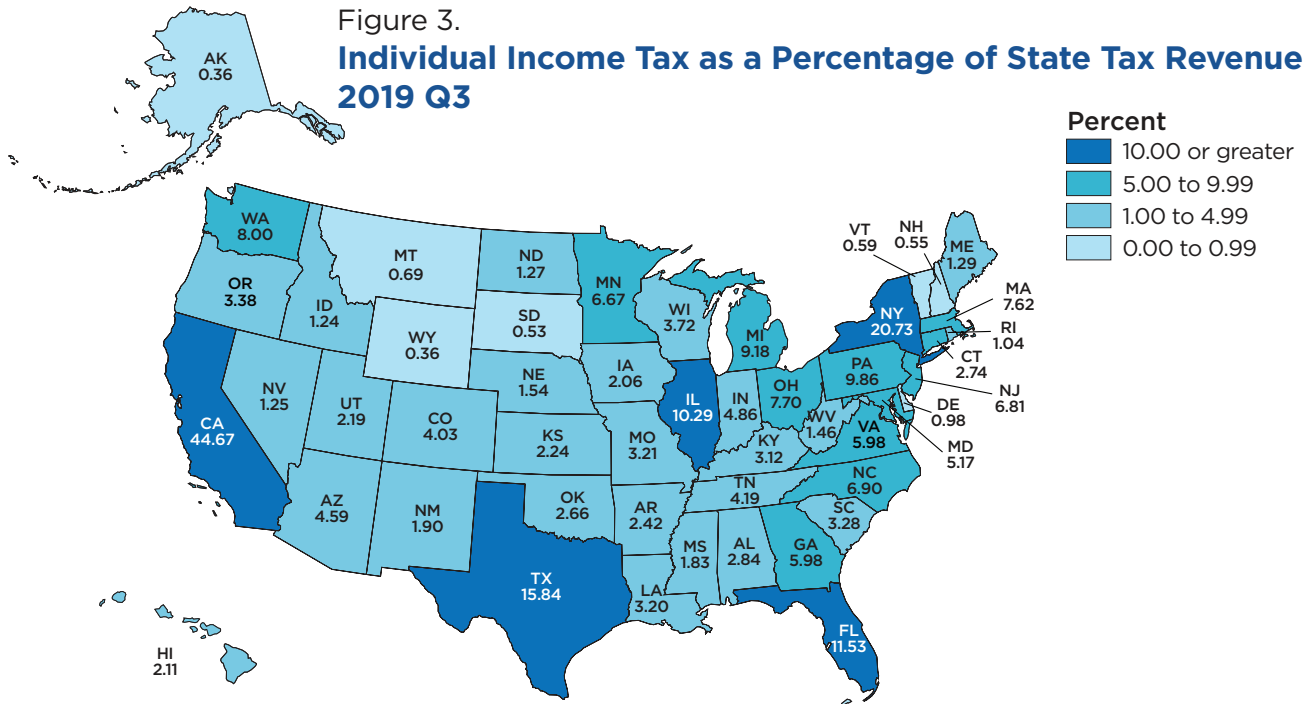 Figure 3.
Individual Income Tax as a Percentage of State Tax Revenue
2019 Q3
Percent
10.00 or greater
5.00 to 9.99
1.00 to 4.99
0.00 to 0.99
AK
0.36
WA
8.00
OR
3.38
CA
44.67
NV
1.25
ID
1.24
MT
0.69
WY
0.36
UT
2.19
AZ
4.59
CO
4.03
NM
1.90
ND
1.27
SD
0.53
NE
1.54
KS
2.24
OK
2.66
TX
15.84
MN
6.67
IA
2.06
MO
3.21
AR
2.42
LA
3.20
WI
3.72
IL
10.29
MI
9.18
IN
4.86
OH
7.70
KY
3.12
TN
4.19
MS
1.83
AL
2.84
GA
5.98
FL
11.53
SC
3.28
NC
6.90
VA
5.98
WV
1.46
PA
9.86
NY
20.73
VT
0.59
NH
0.55
ME
1.29
MA
7.62
RI
1.04
CT
2.74
NJ
6.81
DE
0.98
MD
5.17
HI
2.11